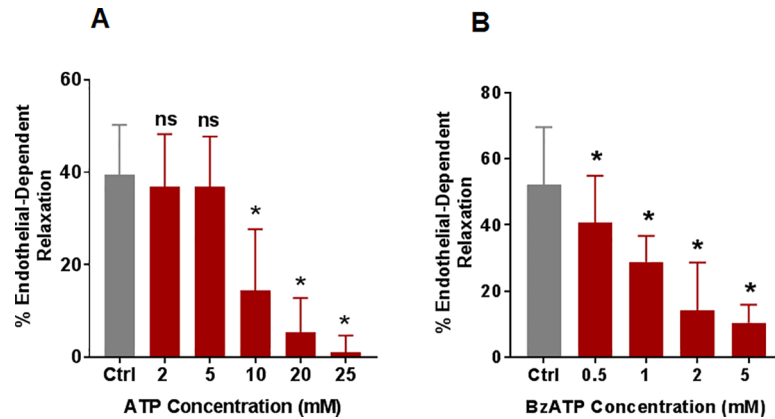 A
% Endothelial-Dependent
Relaxation
60
40
20
0
ns
ns
*
*
*
Ctrl 2 5 10 20 25
ATP Concentration (mM)
B
% Endothelial-Dependent
Relaxation
80
60
40
20
0
*
*
*
*
Ctrl 0.5 1 2 5
BzATP Concentration (mM)